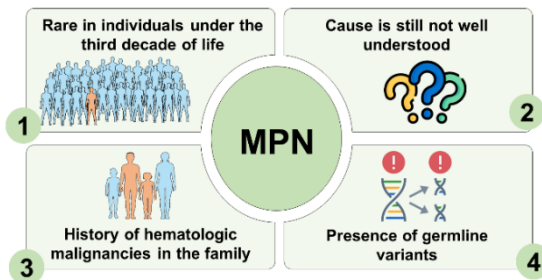 Rare in individuals under the
third decade of life
1
Cause is still not well
understood
? ? ?
2
MPN
3
History of hematologic
malignancies in the family
! !
Presence of germline
variants
4